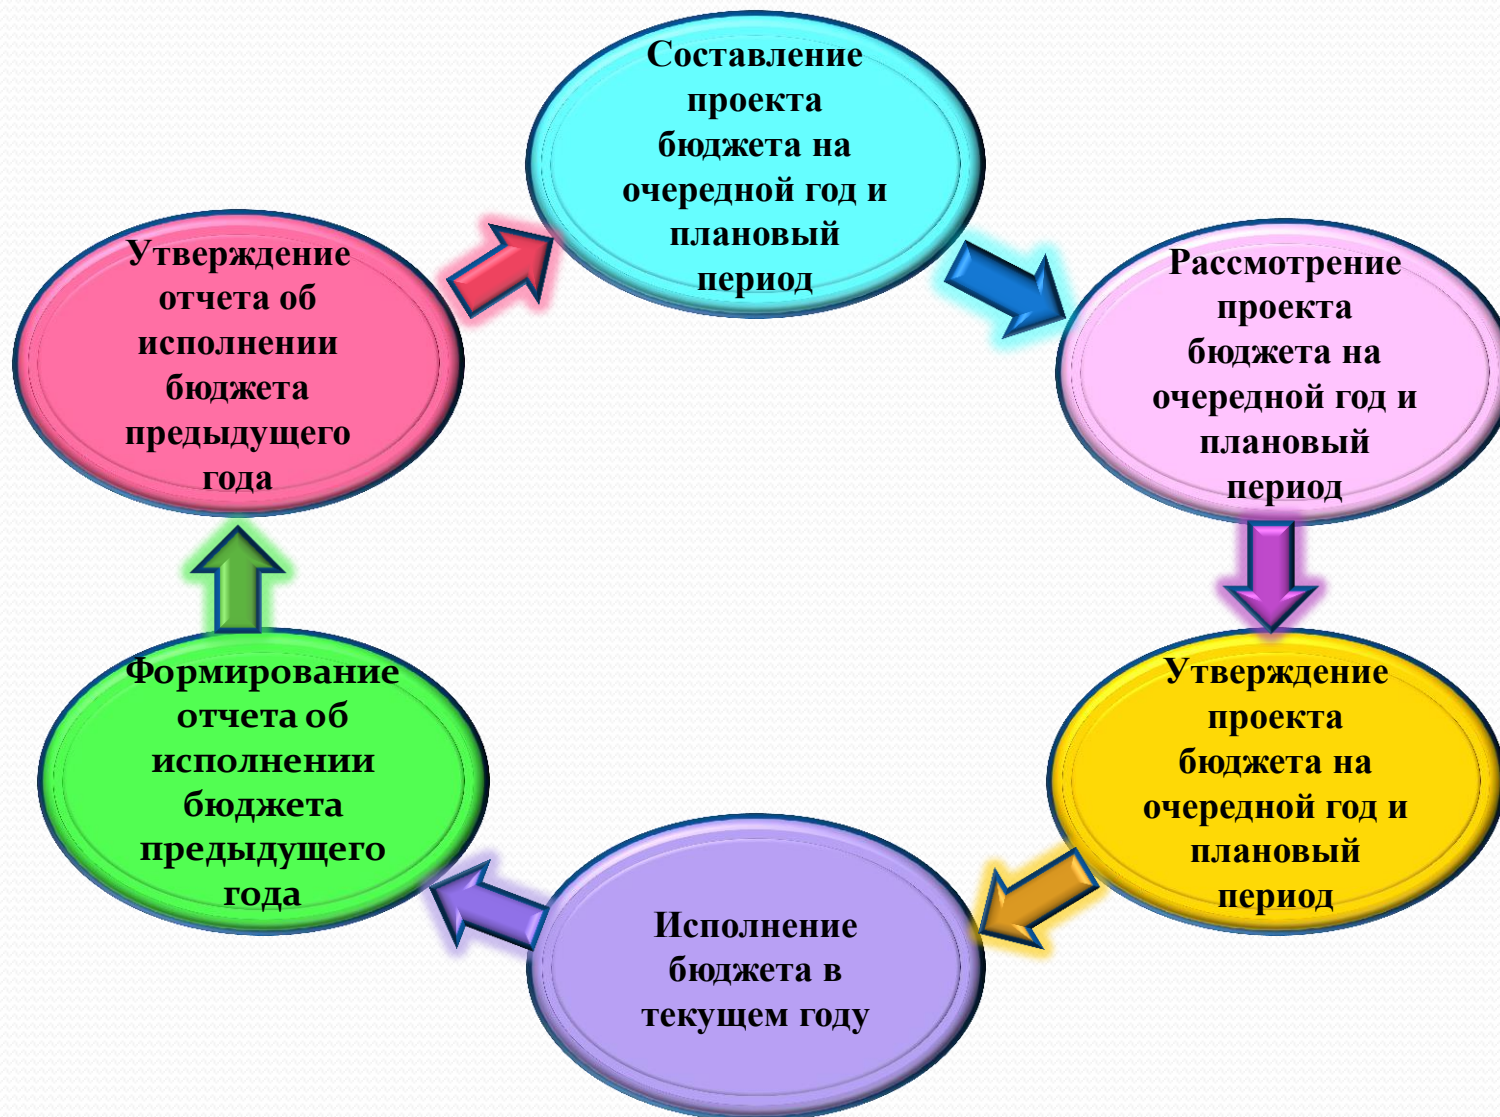 Составление
проекта
бюджета на
очередной год и
плановый
период
Рассмотрение
проекта
бюджета на
очередной год и
плановый
период
Утверждение
проекта
бюджета на
очередной год и
плановый
период
Исполнение
бюджета в
текущем году
Формирование
отчета об
исполнении
бюджета
предыдущего
года
Утверждение
отчета об
исполнении
бюджета
предыдущего
года